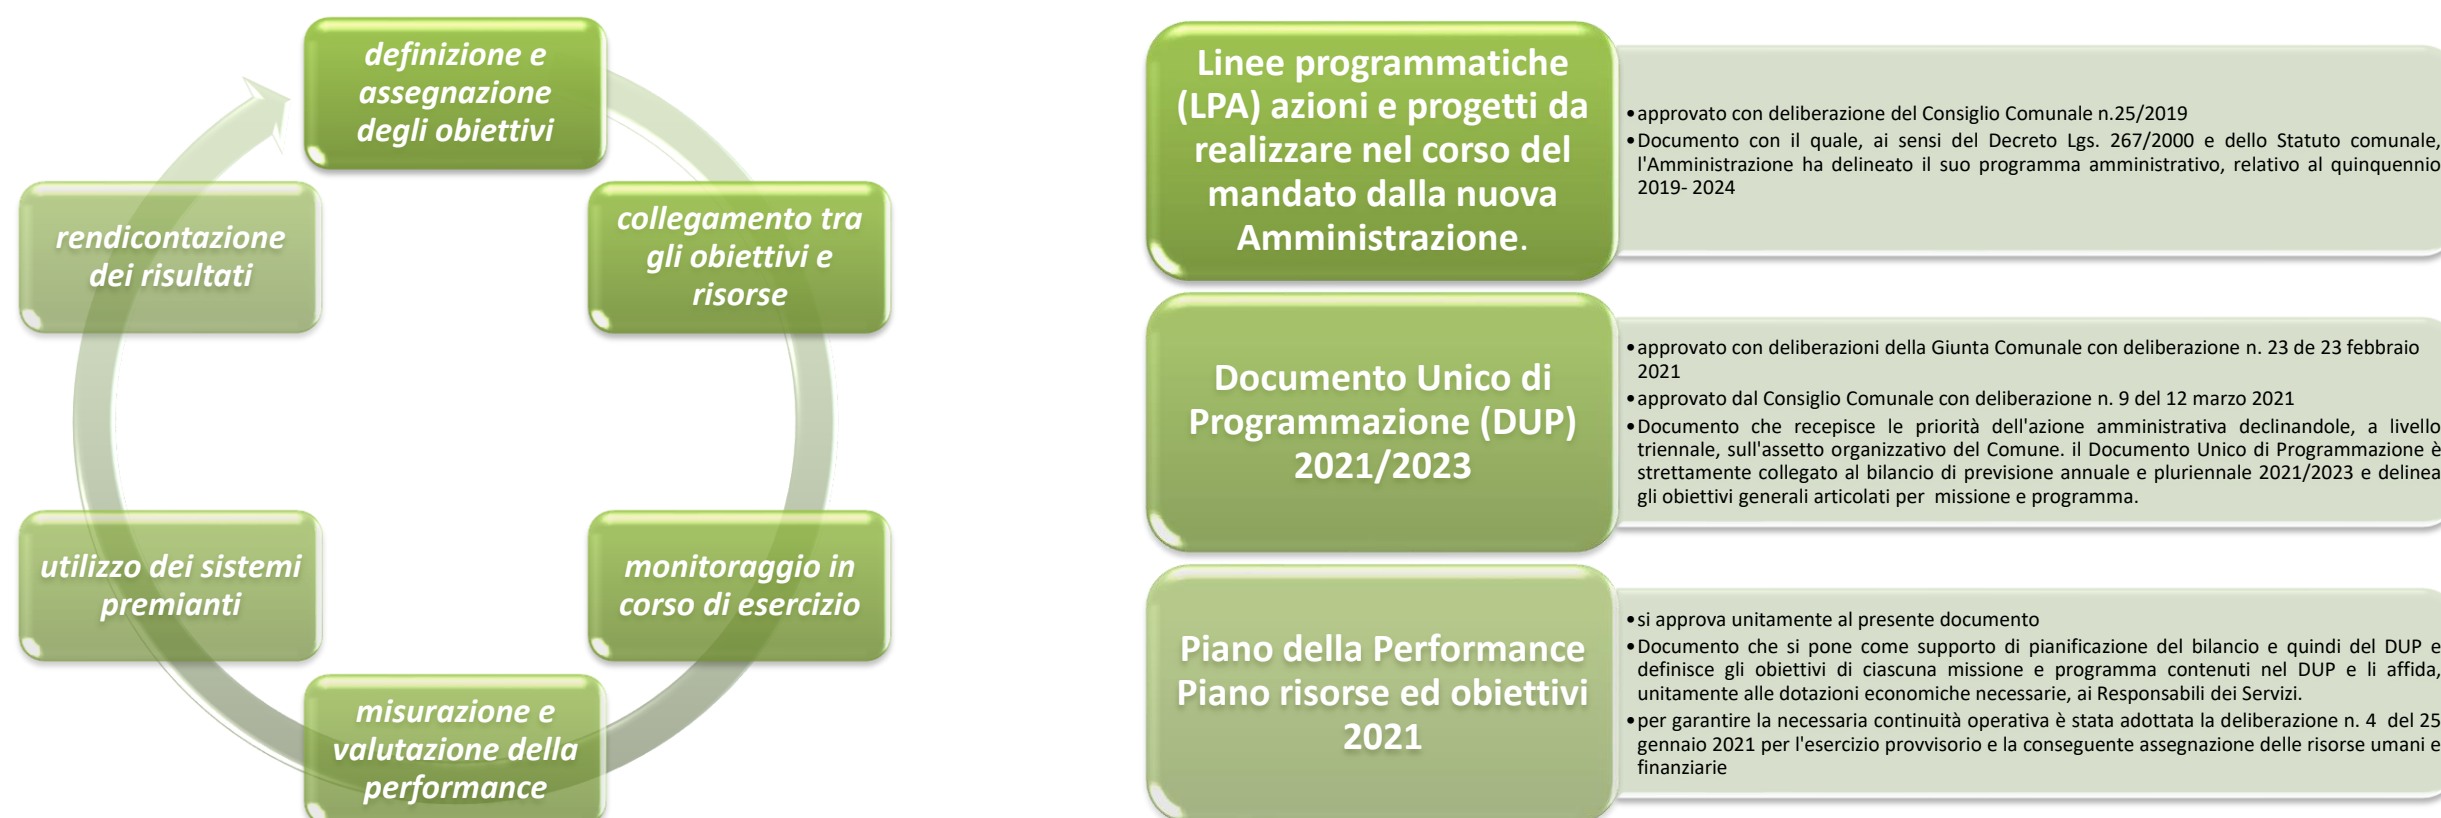 definizione e
assegnazione
degli obiettivi
collegamento tra
gli obiettivi e
risorse
monitoraggio in
corso di esercizio
misurazione e
valutazione della
performance
utilizzo dei sistemi
premianti
rendicontazione
dei risultati
Linee programmatiche
(LPA) azioni e progetti da
realizzare nel corso del
mandato dalla nuova
Amministrazione.
•approvato con deliberazione del Consiglio Comunale n.25/2019
•Documento con il quale, ai sensi del Decreto Lgs. 267/2000 e dello Statuto comunale,
l'Amministrazione ha delineato il suo programma amministrativo, relativo al quinquennio
2019- 2024
Documento Unico di
Programmazione (DUP)
2021/2023
•approvato con deliberazioni della Giunta Comunale con deliberazione n. 23 de 23 febbraio
2021
•approvato dal Consiglio Comunale con deliberazione n. 9 del 12 marzo 2021
•Documento che recepisce le priorità dell'azione amministrativa declinandole, a livello
triennale, sull'assetto organizzativo del Comune. il Documento Unico di Programmazione è
strettamente collegato al bilancio di previsione annuale e pluriennale 2021/2023 e delinea
gli obiettivi generali articolati per missione e programma.
Piano della Performance
Piano risorse ed obiettivi
2021
•si approva unitamente al presente documento
•Documento che si pone come supporto di pianificazione del bilancio e quindi del DUP e
definisce gli obiettivi di ciascuna missione e programma contenuti nel DUP e li affida,
unitamente alle dotazioni economiche necessarie, ai Responsabili dei Servizi.
•per garantire la necessaria continuità operativa è stata adottata la deliberazione n. 4 del 25
gennaio 2021 per l'esercizio provvisorio e la conseguente assegnazione delle risorse umani e
finanziarie